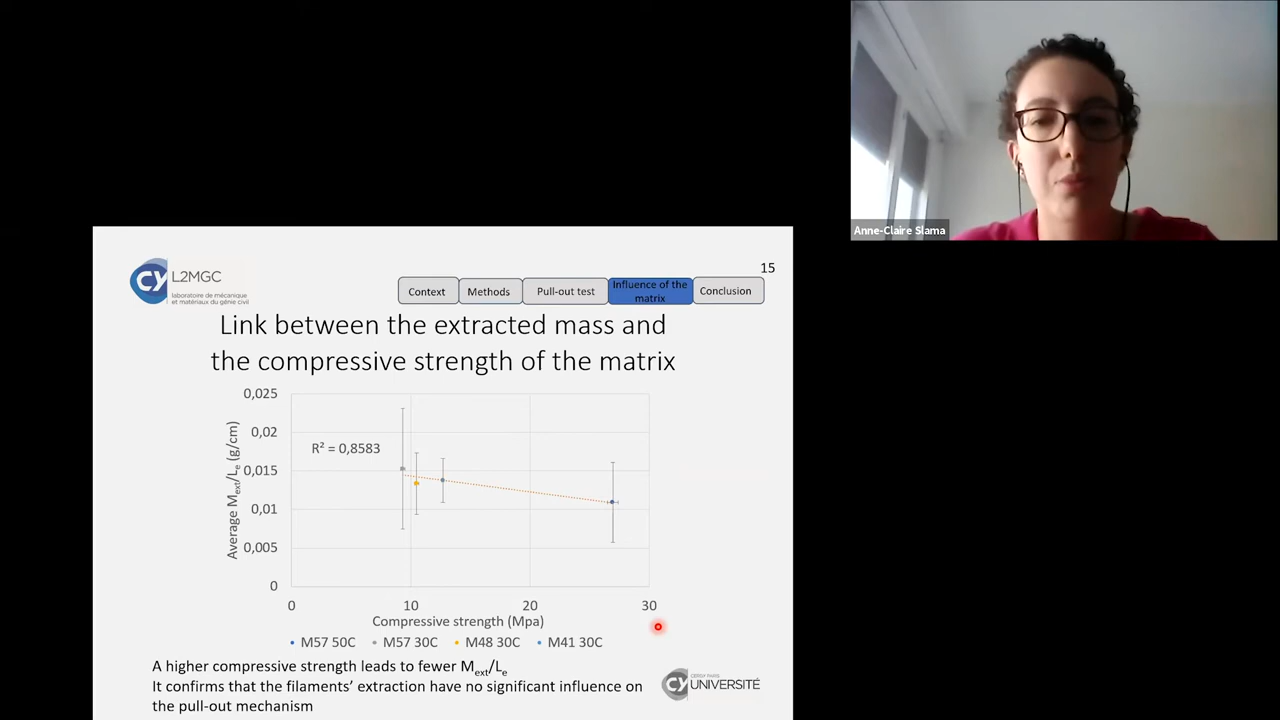 Anne-Claire Slama
CY
L2MGC
laboratoire de mécanique
et matériaux du génie civil
15
Context
Methods
Pull-out test
Influence of the
matrix
Conclusion
Link between the extracted mass and
the compressive strength of the matrix
Average Mext/Le (g/cm)
0,025
0,02
0,015
0,01
0,005
0
R² = 0,8583
0
10
20
30
Compressive strength (Mpa)
M57 50C
M57 30C
M48 30C
M41 30C
A higher compressive strength leads to fewer Mext/Le
It confirms that the filaments’ extraction have no significant influence on
the pull-out mechanism
CERGY PARIS
CY UNIVERSITÉ